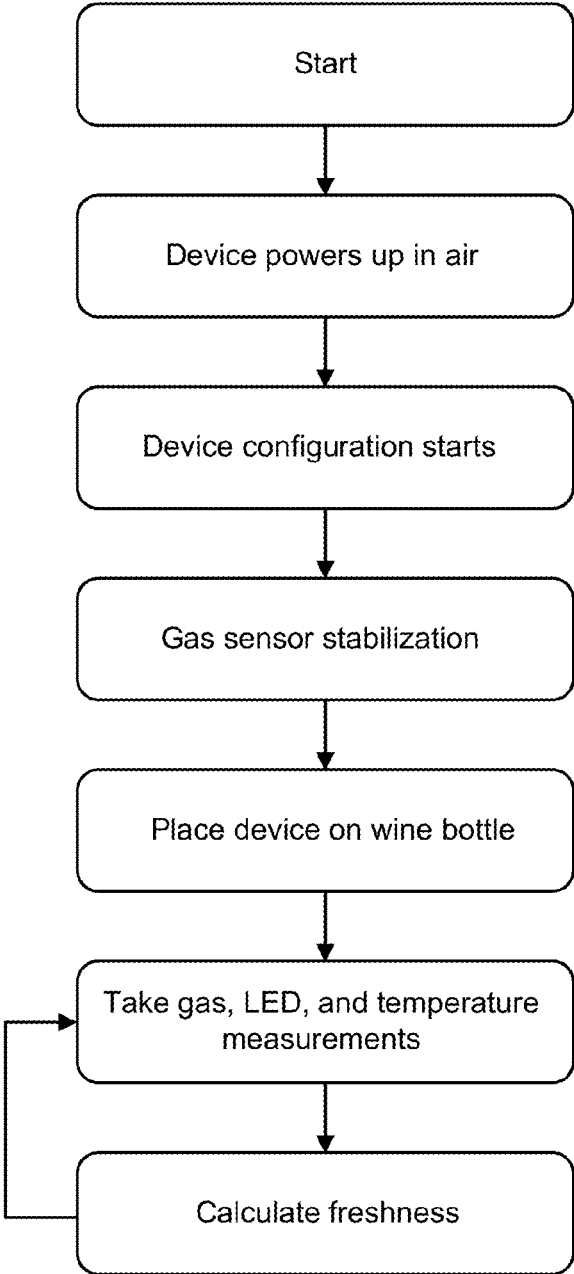 Start
Device powers up in air
Device configuration starts
Gas sensor stabilization
Place device on wine bottle
Take gas, LED, and temperature
measurements
Calculate freshness